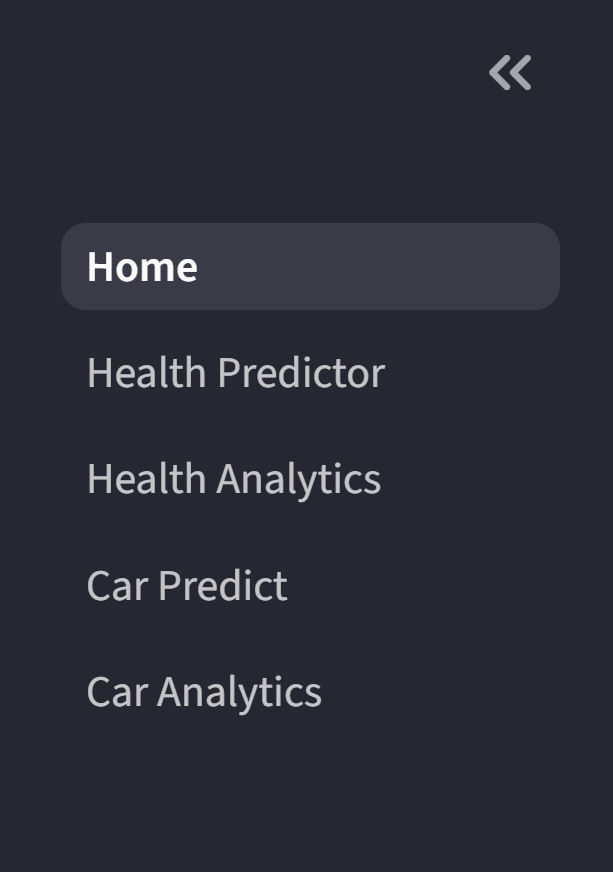 Home
Health Predictor
Health Analytics
Car Predict
Car Analytics